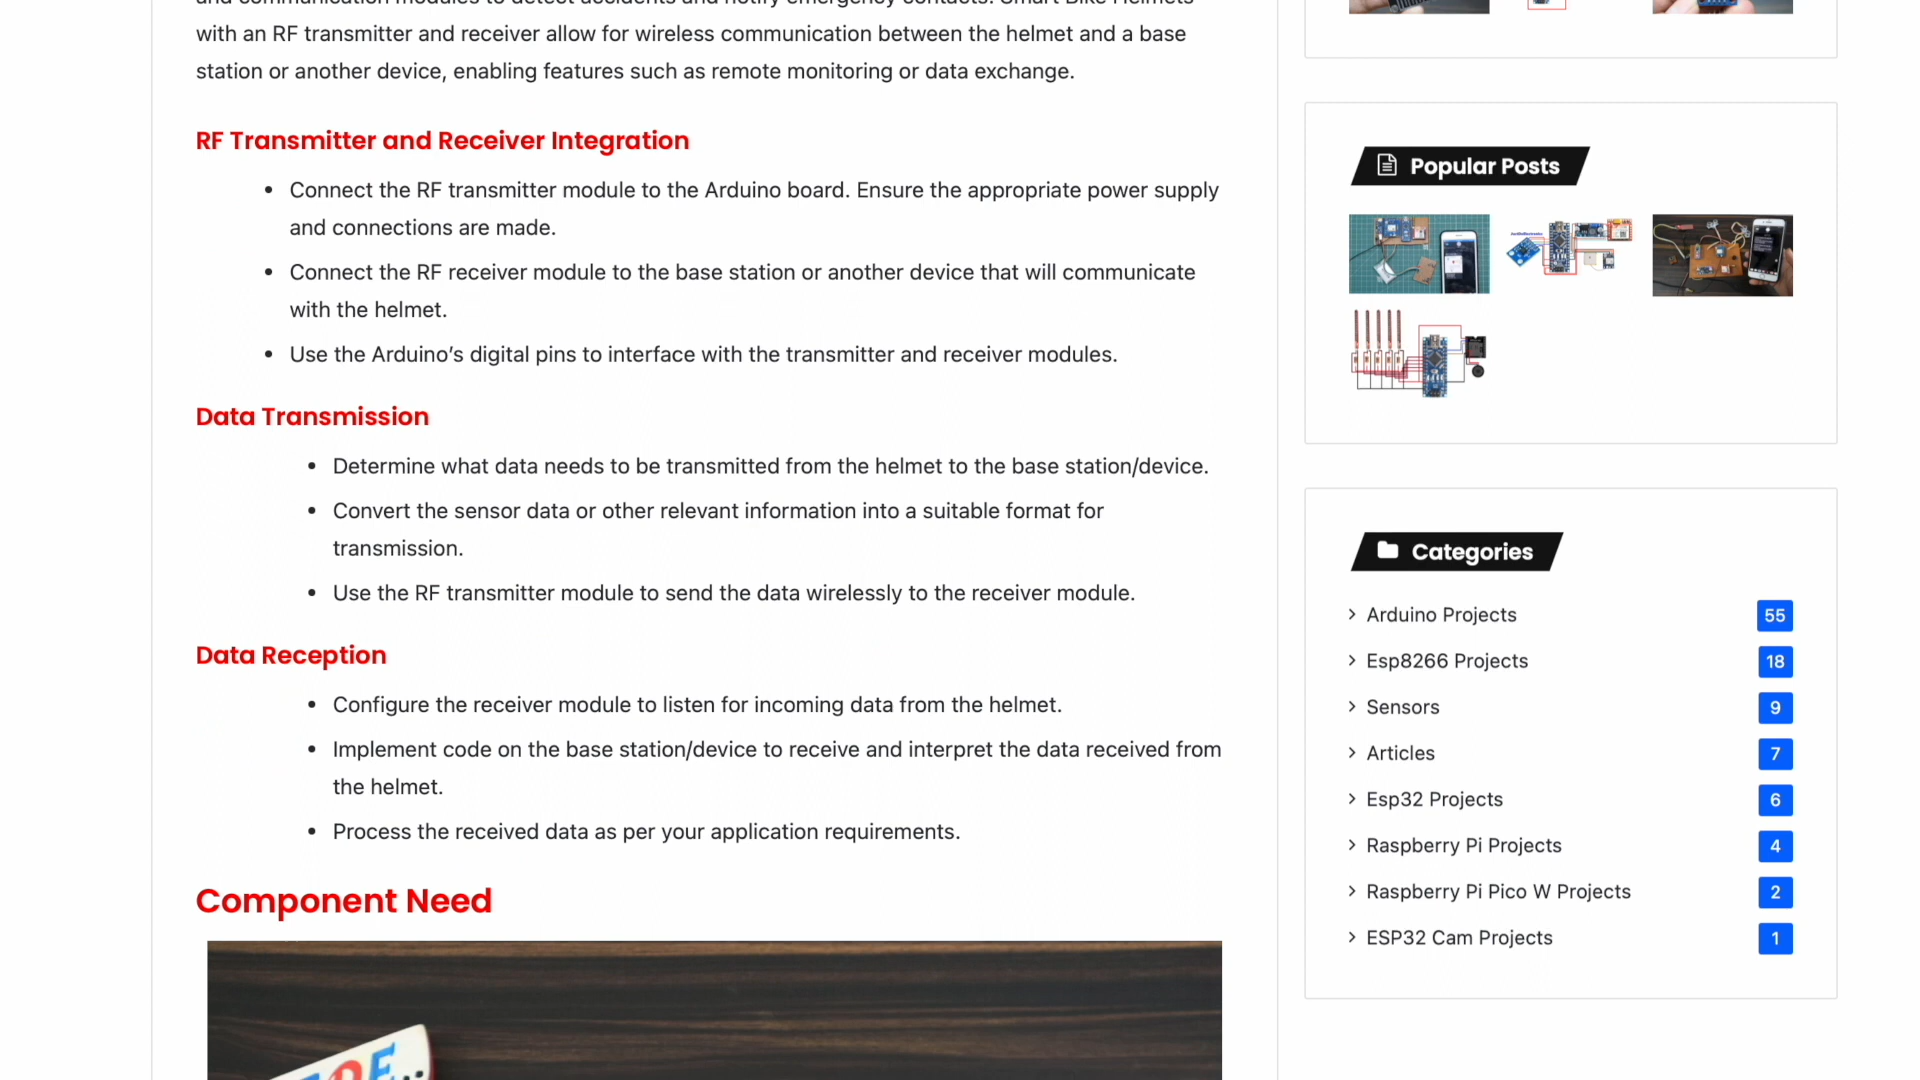 with an RF transmitter and receiver allow for wireless communication between the helmet and a base
station or another device, enabling features such as remote monitoring or data exchange.
RF Transmitter and Receiver Integration
• Connect the RF transmitter module to the Arduino board. Ensure the appropriate power supply
and connections are made.
• Connect the RF receiver module to the base station or another device that will communicate
with the helmet.
• Use the Arduino’s digital pins to interface with the transmitter and receiver modules.
Data Transmission
• Determine what data needs to be transmitted from the helmet to the base station/device.
• Convert the sensor data or other relevant information into a suitable format for
transmission.
• Use the RF transmitter module to send the data wirelessly to the receiver module.
Data Reception
• Configure the receiver module to listen for incoming data from the helmet.
• Implement code on the base station/device to receive and interpret the data received from
the helmet.
• Process the received data as per your application requirements.
Component Need
Popular Posts
Categories
Arduino Projects 55
Esp8266 Projects 18
Sensors 9
Articles 7
Esp32 Projects 6
Raspberry Pi Projects 4
Raspberry Pi Pico W Projects 2
ESP32 Cam Projects 1